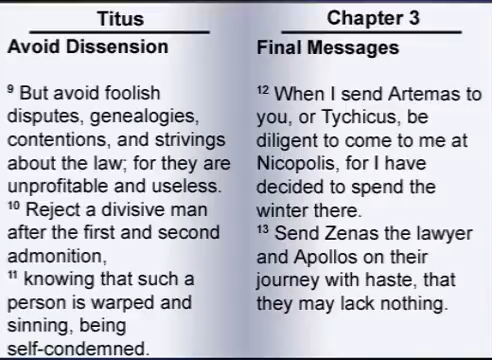 Titus
Avoid Dissension
⁹ But avoid foolish
disputes, genealogies,
contentions, and strivings
about the law; for they are
unprofitable and useless.
¹⁰ Reject a divisive man
after the first and second
admonition,
¹¹ knowing that such a
person is warped and
sinning, being
self-condemned.
Chapter 3
Final Messages
¹² When I send Artemas to
you, or Tychicus, be
diligent to come to me at
Nicopolis, for I have
decided to spend the
winter there.
¹³ Send Zenas the lawyer
and Apollos on their
journey with haste, that
they may lack nothing.